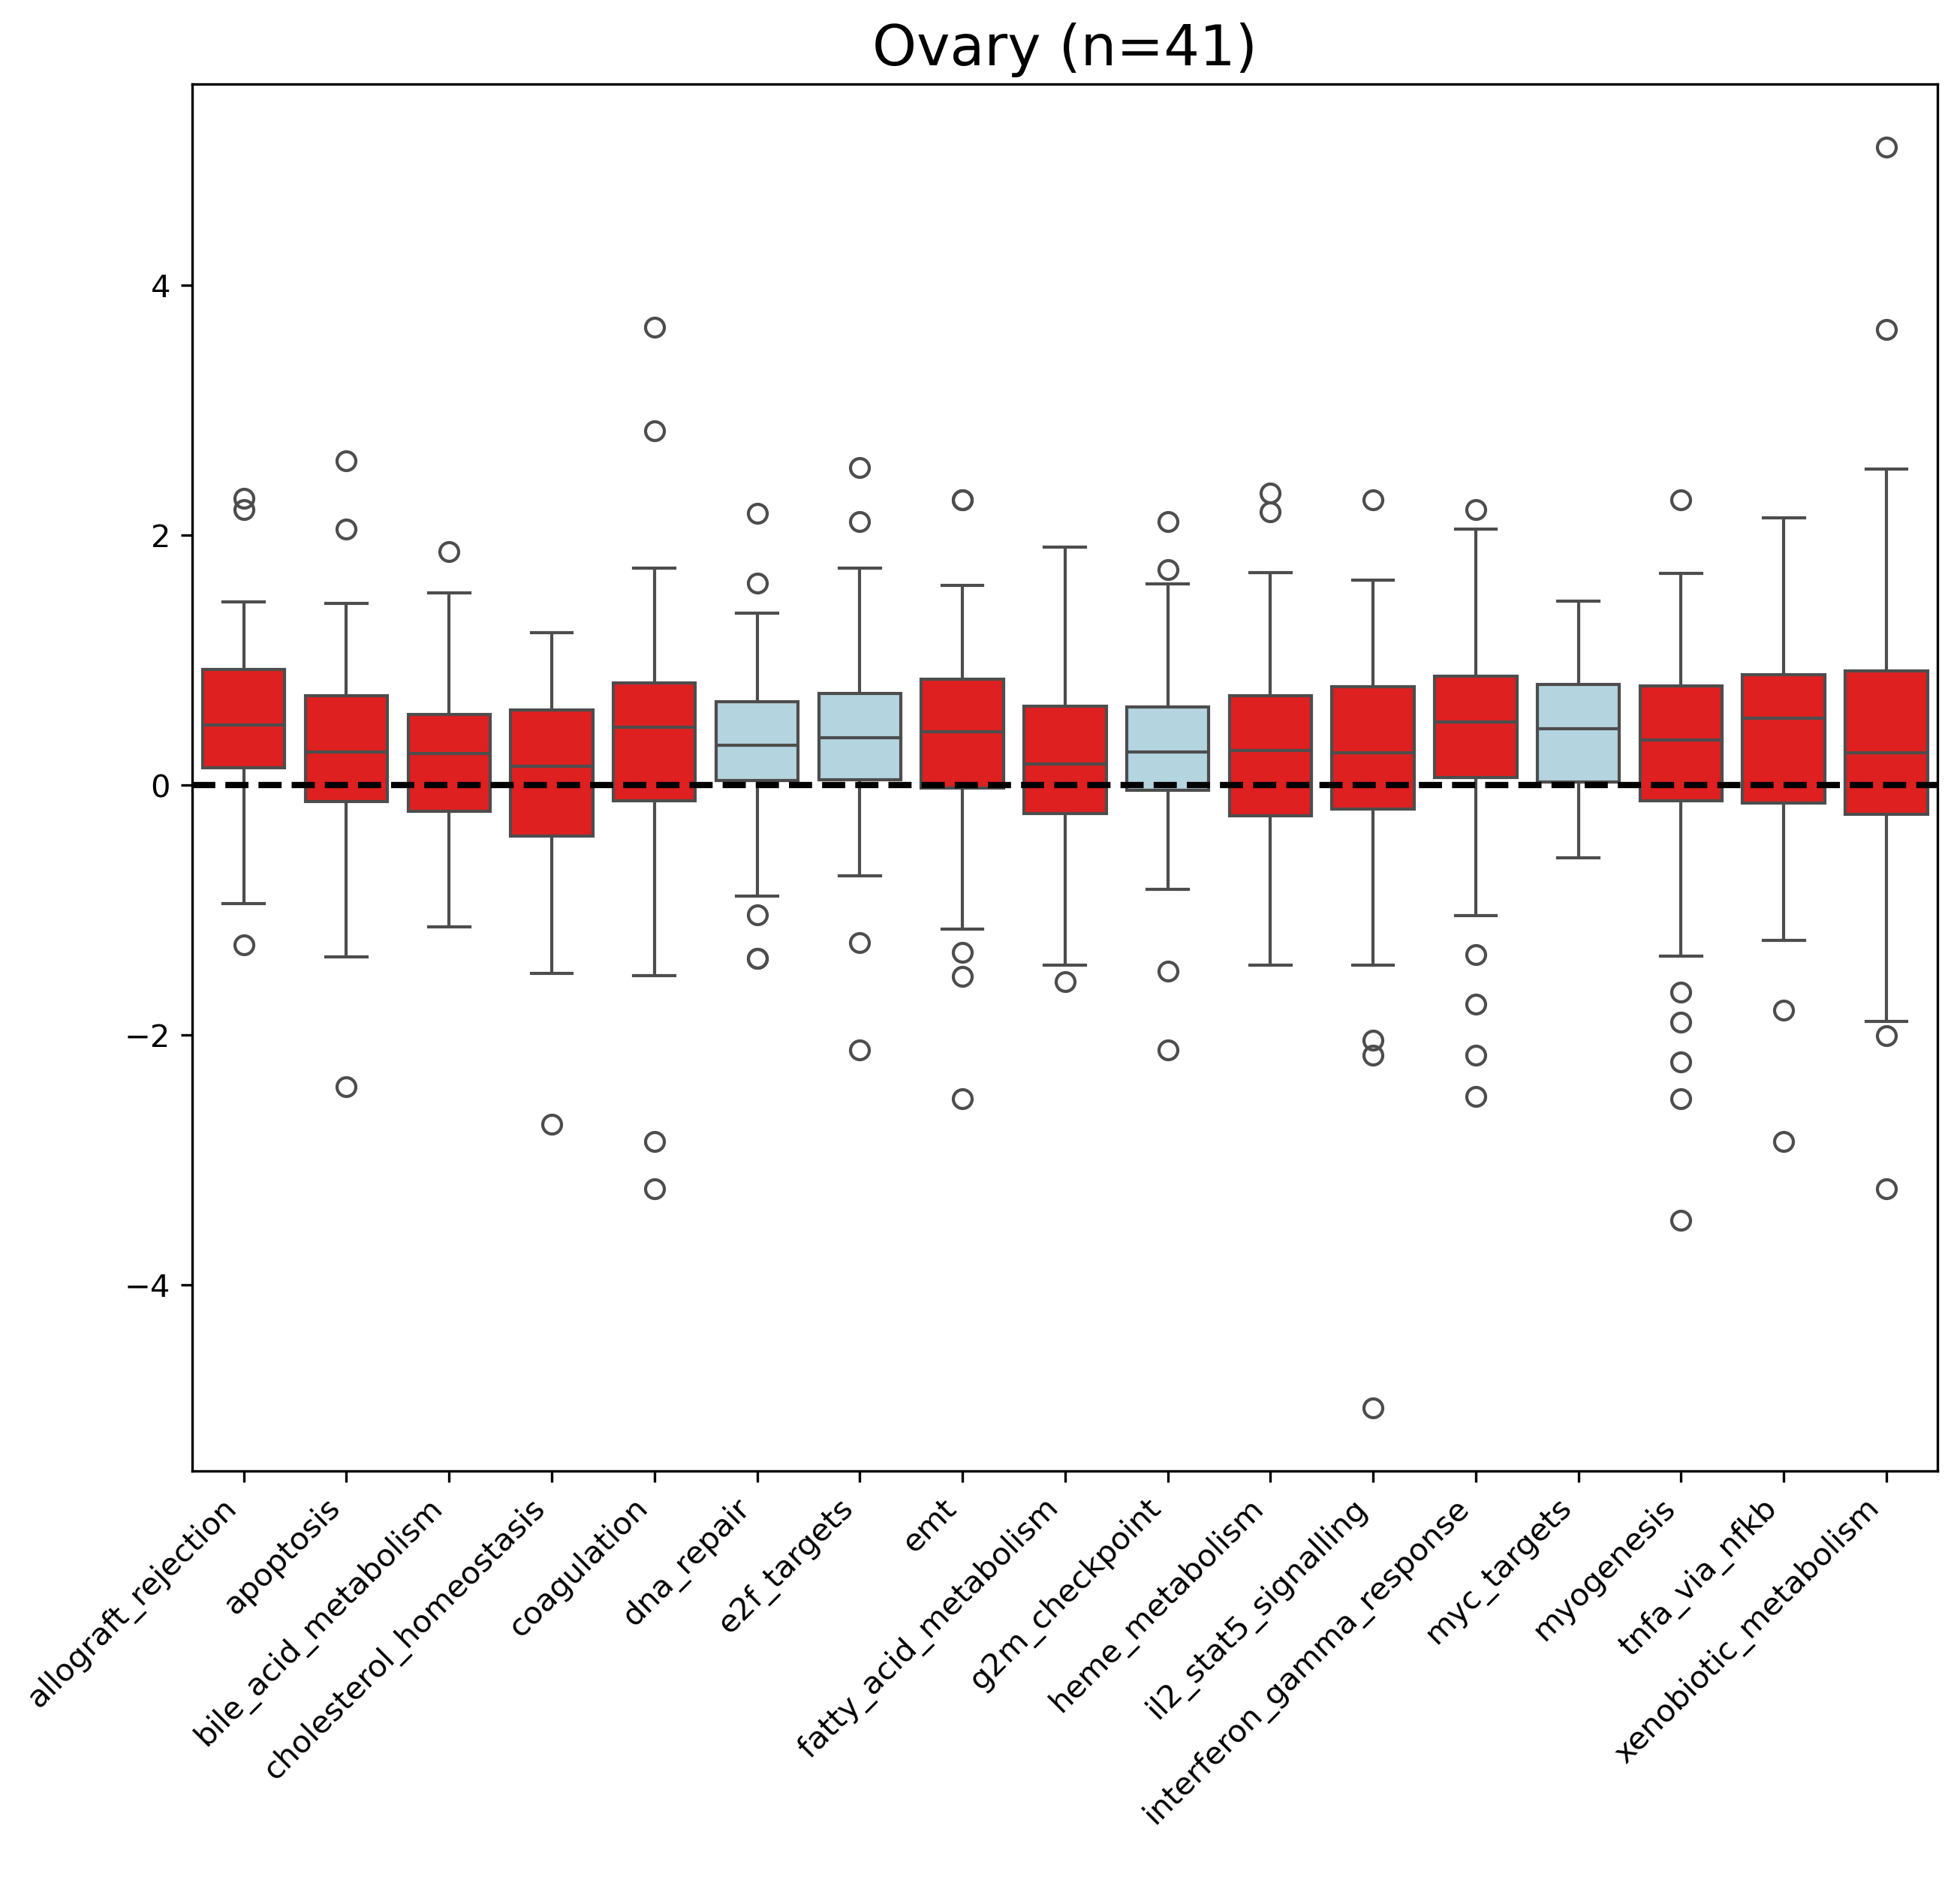 Ovary (n=41)
4
2
0
−2
−4
allograft_rejection
apoptosis
bile_acid_metabolism
cholesterol_homeostasis
coagulation
dna_repair
e2f_targets
emt
fatty_acid_metabolism
g2m_checkpoint
heme_metabolism
il2_stat5_signalling
interferon_gamma_response
myc_targets
myogenesis
tnfa_via_nfkb
xenobiotic_metabolism